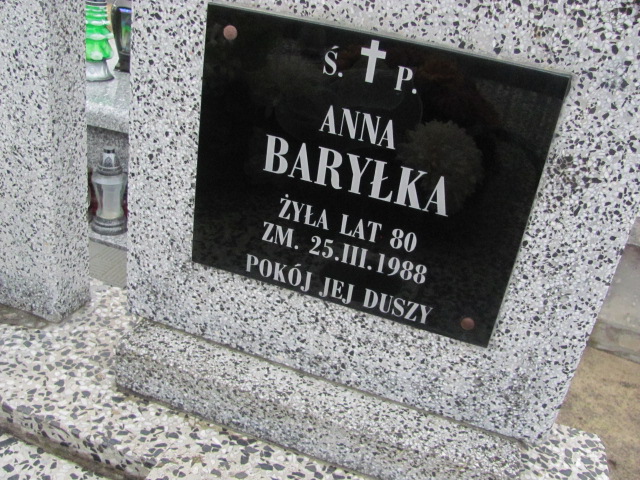 Ś. † P.
ANNA
BARYŁKA
ŻYŁA LAT 80
ZM. 25.III.1988
POKÓJ JEJ DUSZY